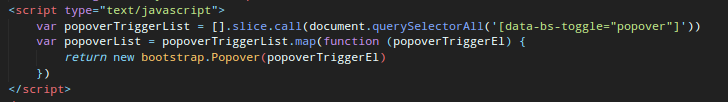 <script type="text/javascript">
    var popoverTriggerList = [].slice.call(document.querySelectorAll('[data-bs-toggle="popover"]'))
    var popoverList = popoverTriggerList.map(function (popoverTriggerEl) {
        return new bootstrap.Popover(popoverTriggerEl)
    })
</script>